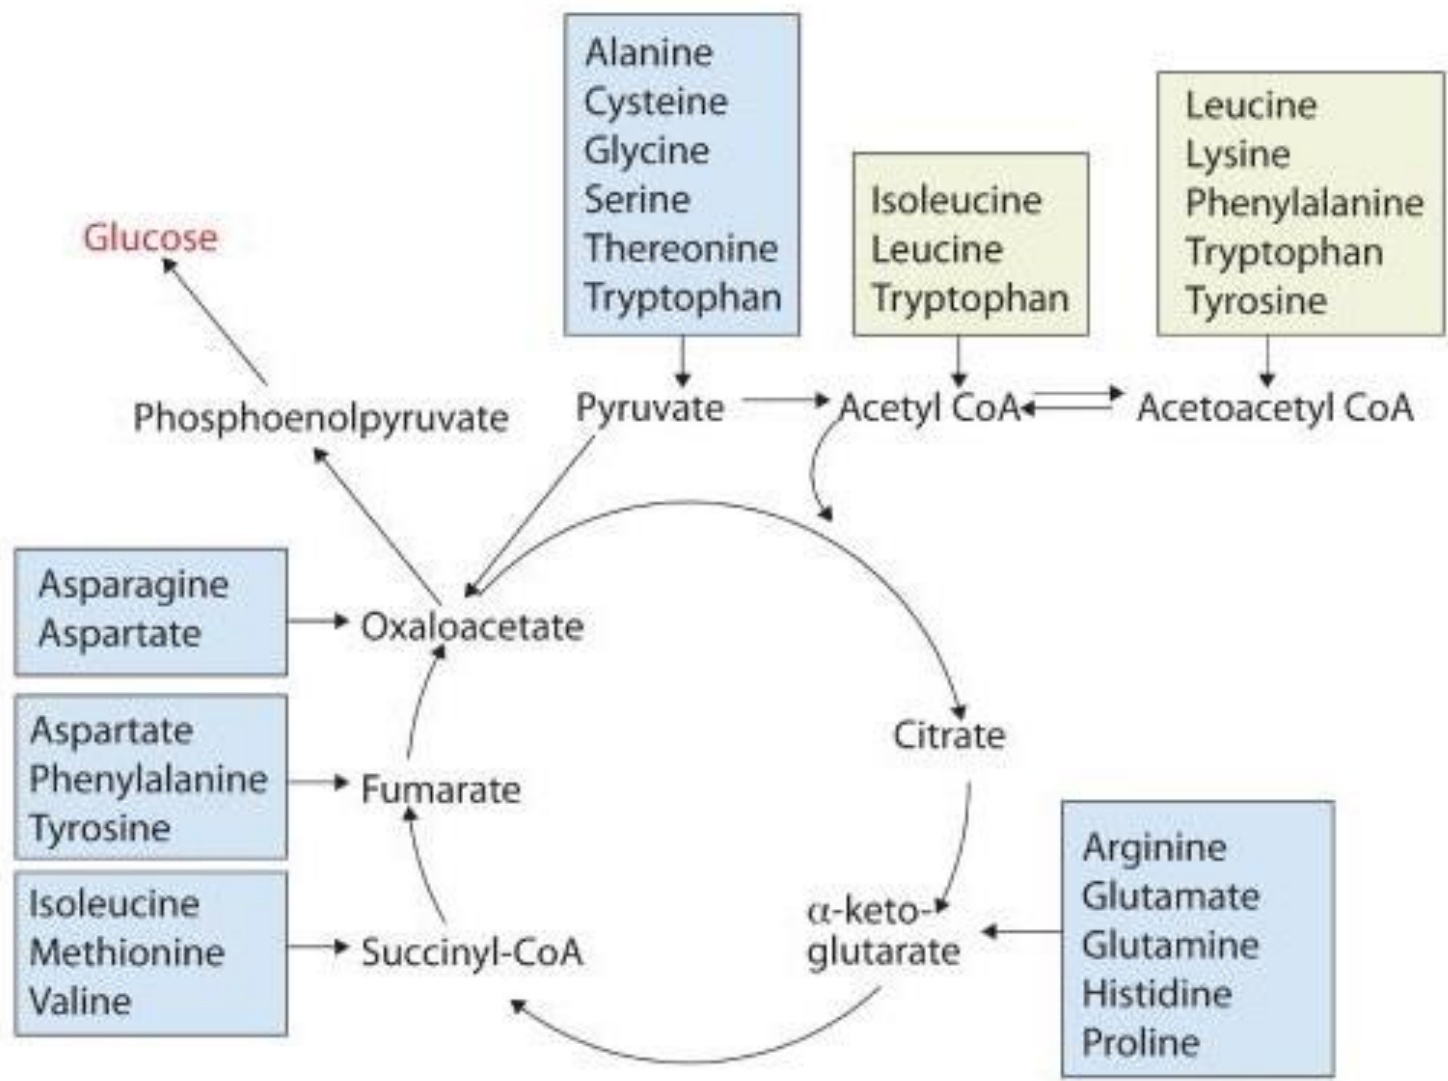 Alanine
Cysteine
Glycine
Serine
Thereonine
Tryptophan
Isoleucine
Leucine
Tryptophan
Leucine
Lysine
Phenylalanine
Tryptophan
Tyrosine
Glucose
Phosphoenolpyruvate
Pyruvate
Acetyl CoA
Acetoacetyl CoA
Asparagine
Aspartate
Oxaloacetate
Aspartate
Phenylalanine
Tyrosine
Fumarate
Citrate
Isoleucine
Methionine
Valine
Succinyl-CoA
α-keto-
glutarate
Arginine
Glutamate
Glutamine
Histidine
Proline